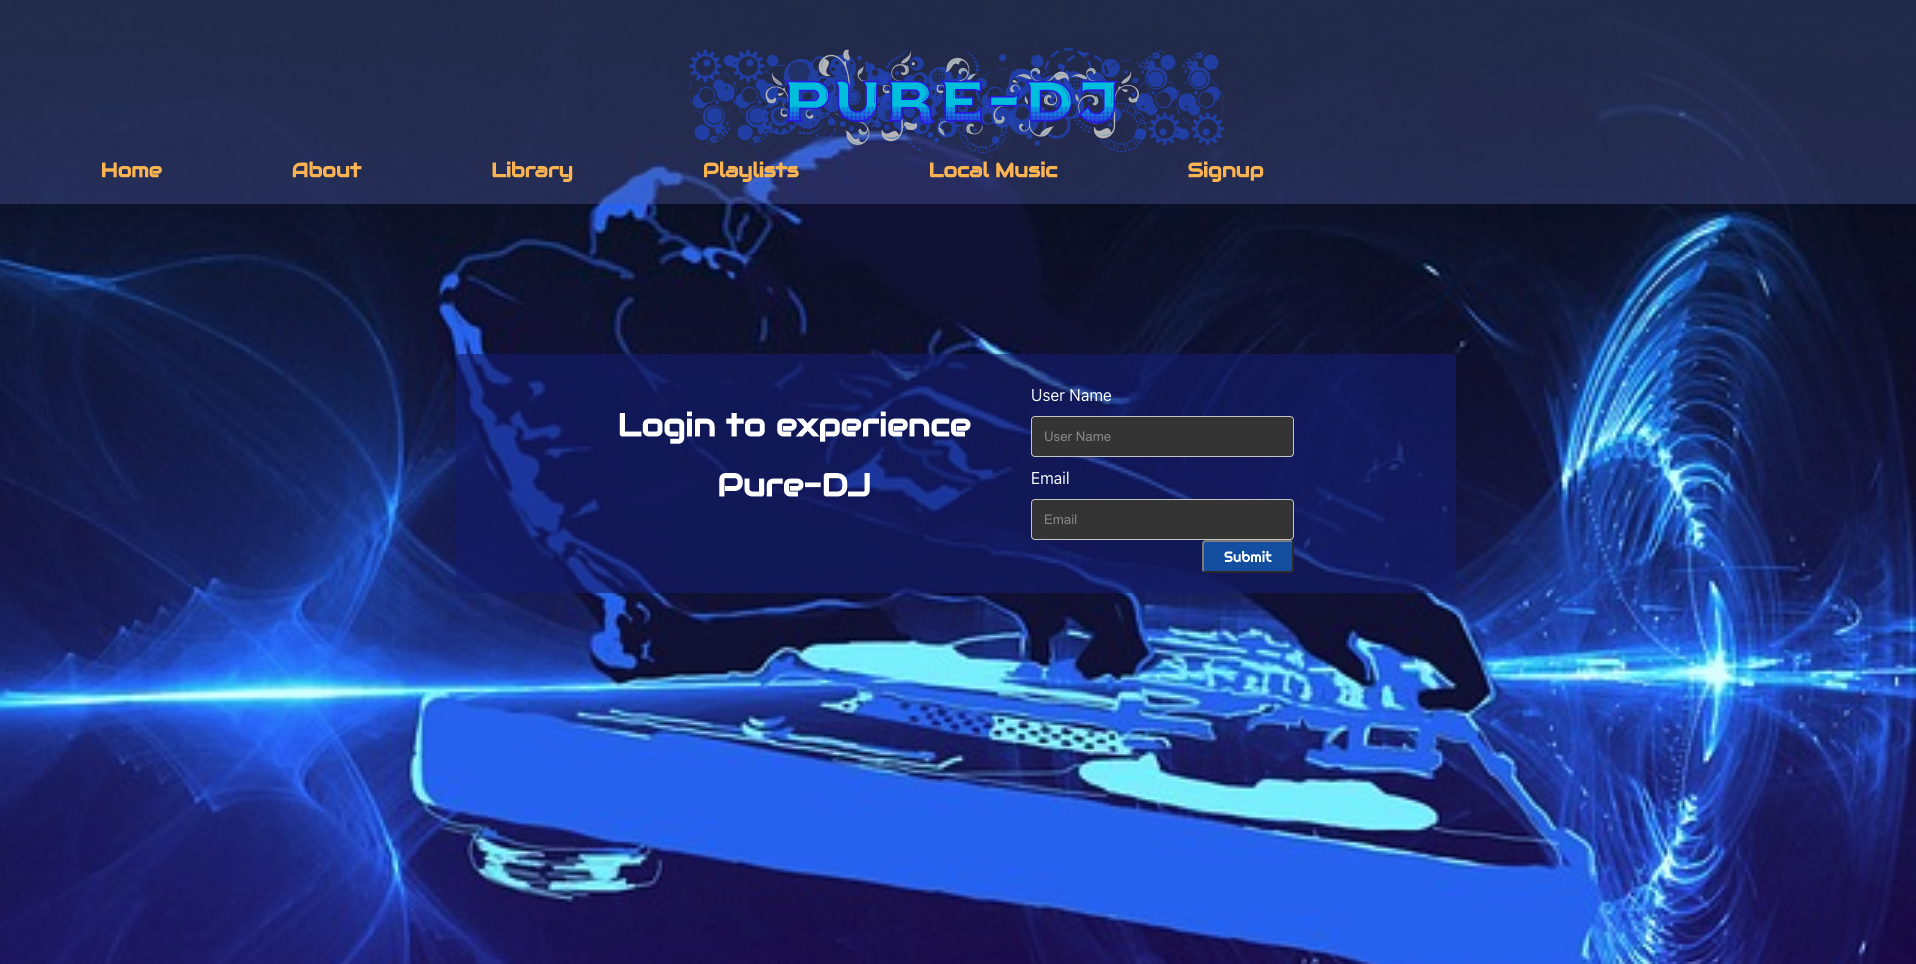 PURE-DJ
Home About Library Playlists Local Music Signup
Login to experience
Pure-DJ
User Name
User Name
Email
Email
Submit